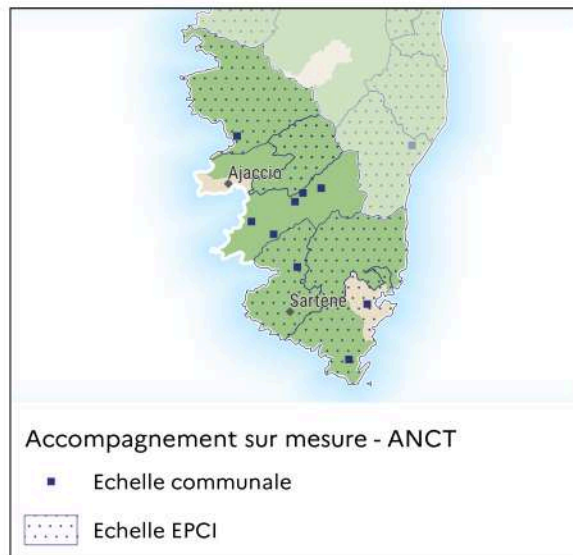 Ajaccio
Sartène
Accompagnement sur mesure - ANCT
Echelle communale
Echelle EPCI